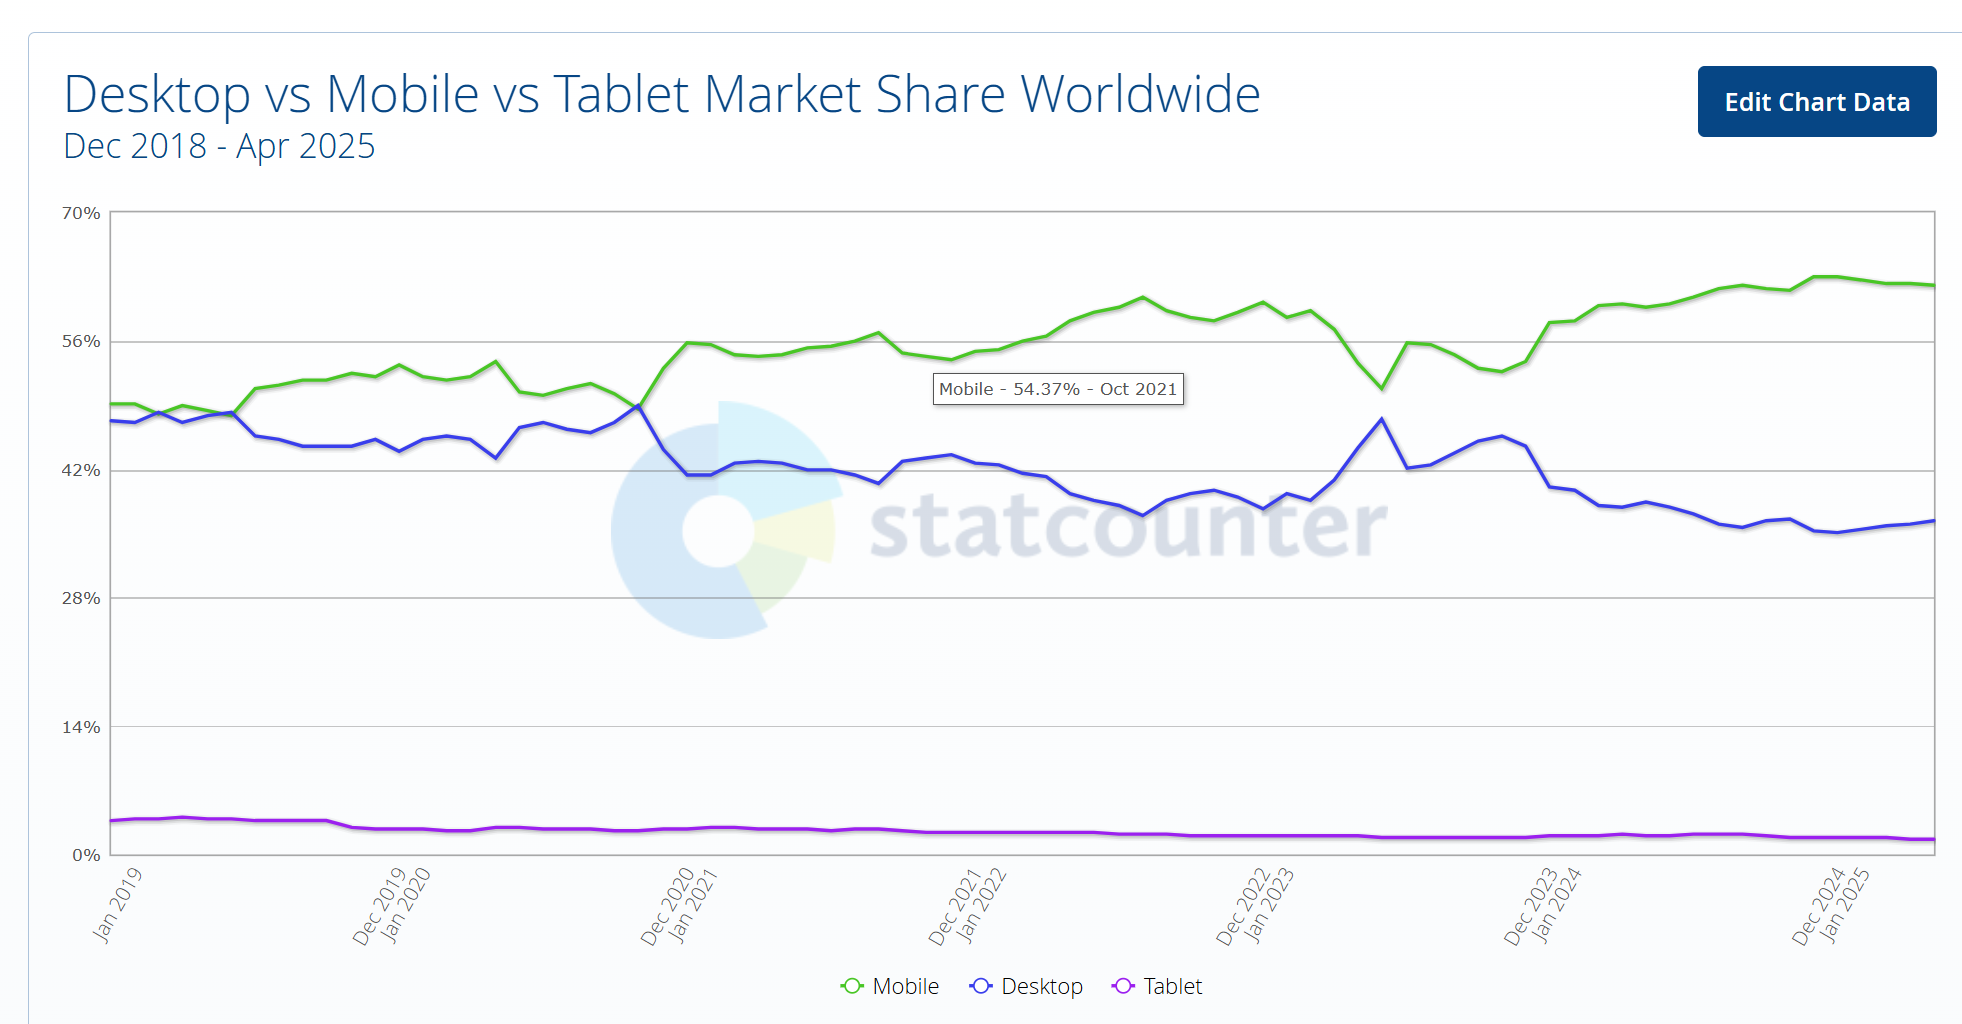 Desktop vs Mobile vs Tablet Market Share Worldwide
Dec 2018 - Apr 2025
Edit Chart Data
70%
56%
42%
28%
14%
0%
Mobile - 54.37% - Oct 2021
statcounter
Jan 2019
Dec 2019
Jan 2020
Dec 2020
Jan 2021
Dec 2021
Jan 2022
Dec 2022
Jan 2023
Dec 2023
Jan 2024
Dec 2024
Jan 2025
Mobile Desktop Tablet